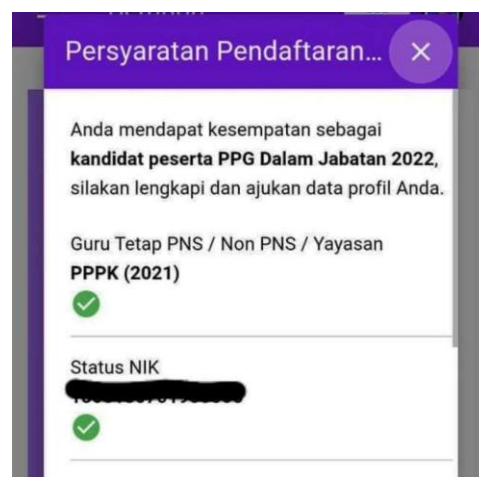 Persyaratan Pendaftaran...
Anda mendapat kesempatan sebagai
kandidat peserta PPG Dalam Jabatan 2022,
silakan lengkapi dan ajukan data profil Anda.
Guru Tetap PNS / Non PNS / Yayasan
PPPK (2021)
Status NIK